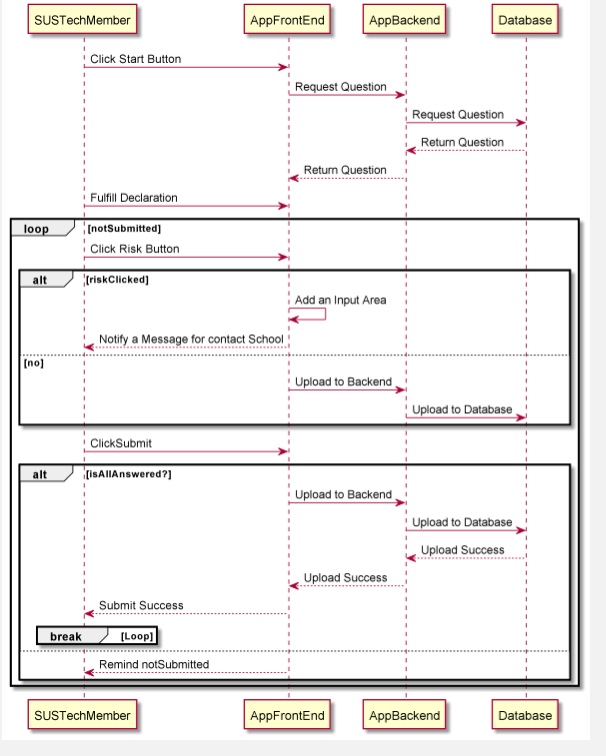 SUSTechMember AppFrontEnd AppBackend Database
Click Start Button
Request Question
Request Question
Return Question
Return Question
Fulfill Declaration
loop [notSubmitted]
Click Risk Button
alt [riskClicked]
Add an Input Area
Notify a Message for contact School
[no]
Upload to Backend
Upload to Database
ClickSubmit
alt [isAllAnswered?]
Upload to Backend
Upload to Database
Upload Success
Upload Success
Submit Success
break [Loop]
Remind notSubmitted
SUSTechMember AppFrontEnd AppBackend Database